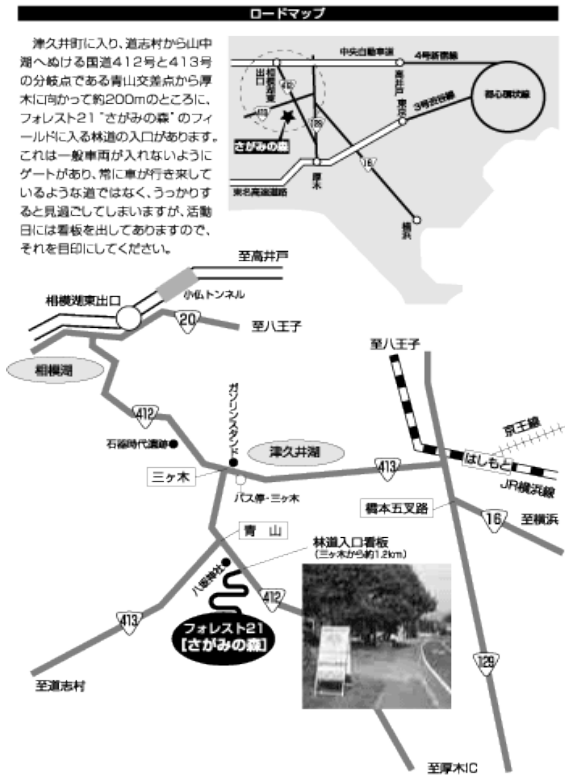 ロードマップ
津久井町に入り、道志村から山中
湖へぬける国道412号と413号
の分岐点である青山交差点から厚
木に向かって約200mのところに、
フォレスト21“さがみの森”のフィ
ールドに入る林道の入口があります。
これは一般車両が入れないように
ゲートがあり、常に車が行き来して
いるような道ではなく、うっかりす
ると見過ごしてしまいますが、活動
日には看板を出してありますので、
それを目印にしてください。
中央自動車道
4号新宿線
相模湖東出口
高井戸
412
413
129
さがみの森
東京
3号渋谷線
都心環状線
厚木
16
東名高速道路
横浜
至高井戸
小仏トンネル
相模湖東出口
20
至八王子
相模湖
至八王子
412
ガソリンスタンド
石器時代遺跡
津久井湖
京王線
はしもと
三ヶ木
413
JR横浜線
バス停・三ヶ木
橋本五叉路
16
至横浜
青山
林道入口看板
(三ヶ木から約1.2km)
八坂神社
412
413
フォレスト21
[さがみの森]
129
至道志村
至厚木IC